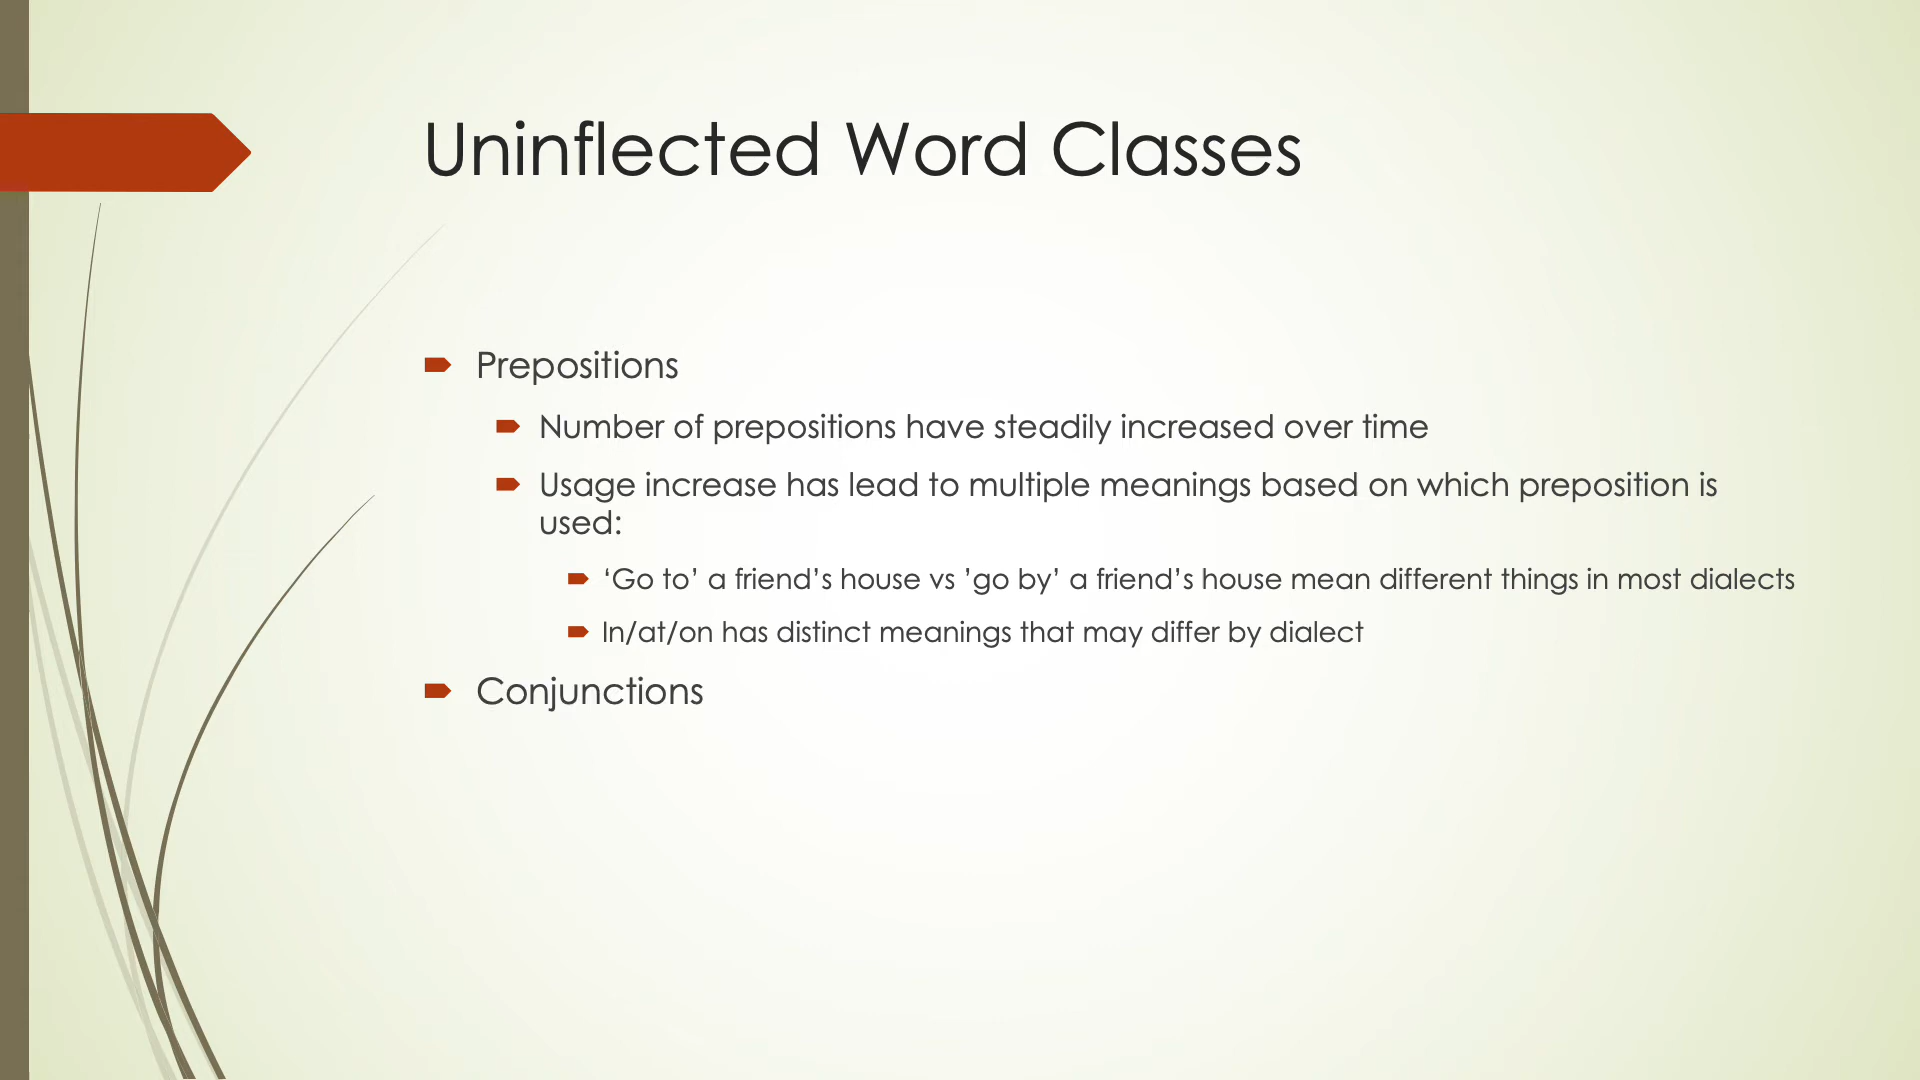 Uninflected Word Classes
Prepositions
Number of prepositions have steadily increased over time
Usage increase has lead to multiple meanings based on which preposition is
used:
‘Go to’ a friend’s house vs ’go by’ a friend’s house mean different things in most dialects
In/at/on has distinct meanings that may differ by dialect
Conjunctions